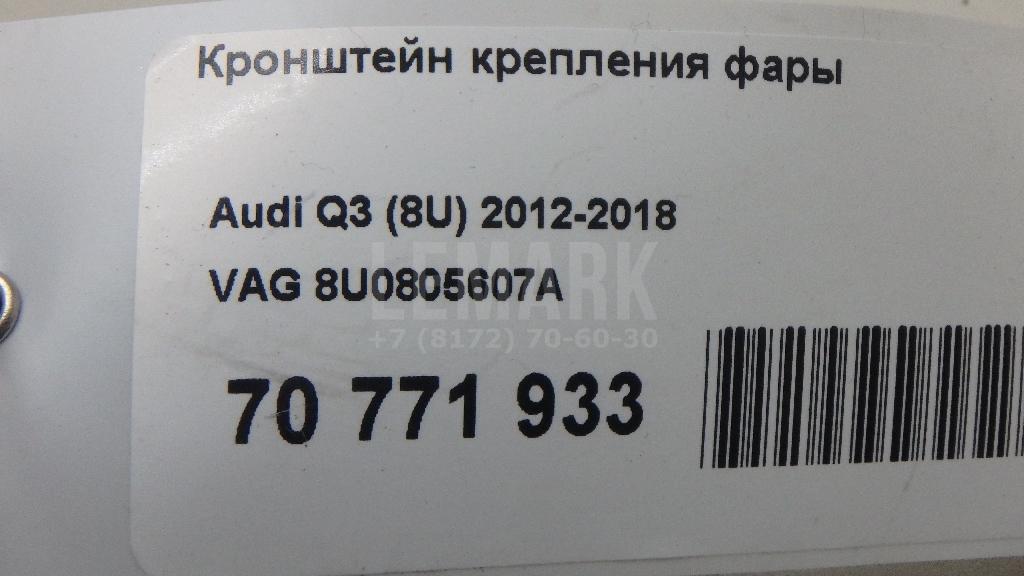 Кронштейн крепления фары
Audi Q3 (8U) 2012-2018
VAG 8U0805607A
LEMARK
+7 (8172) 70-60-30
70 771 933